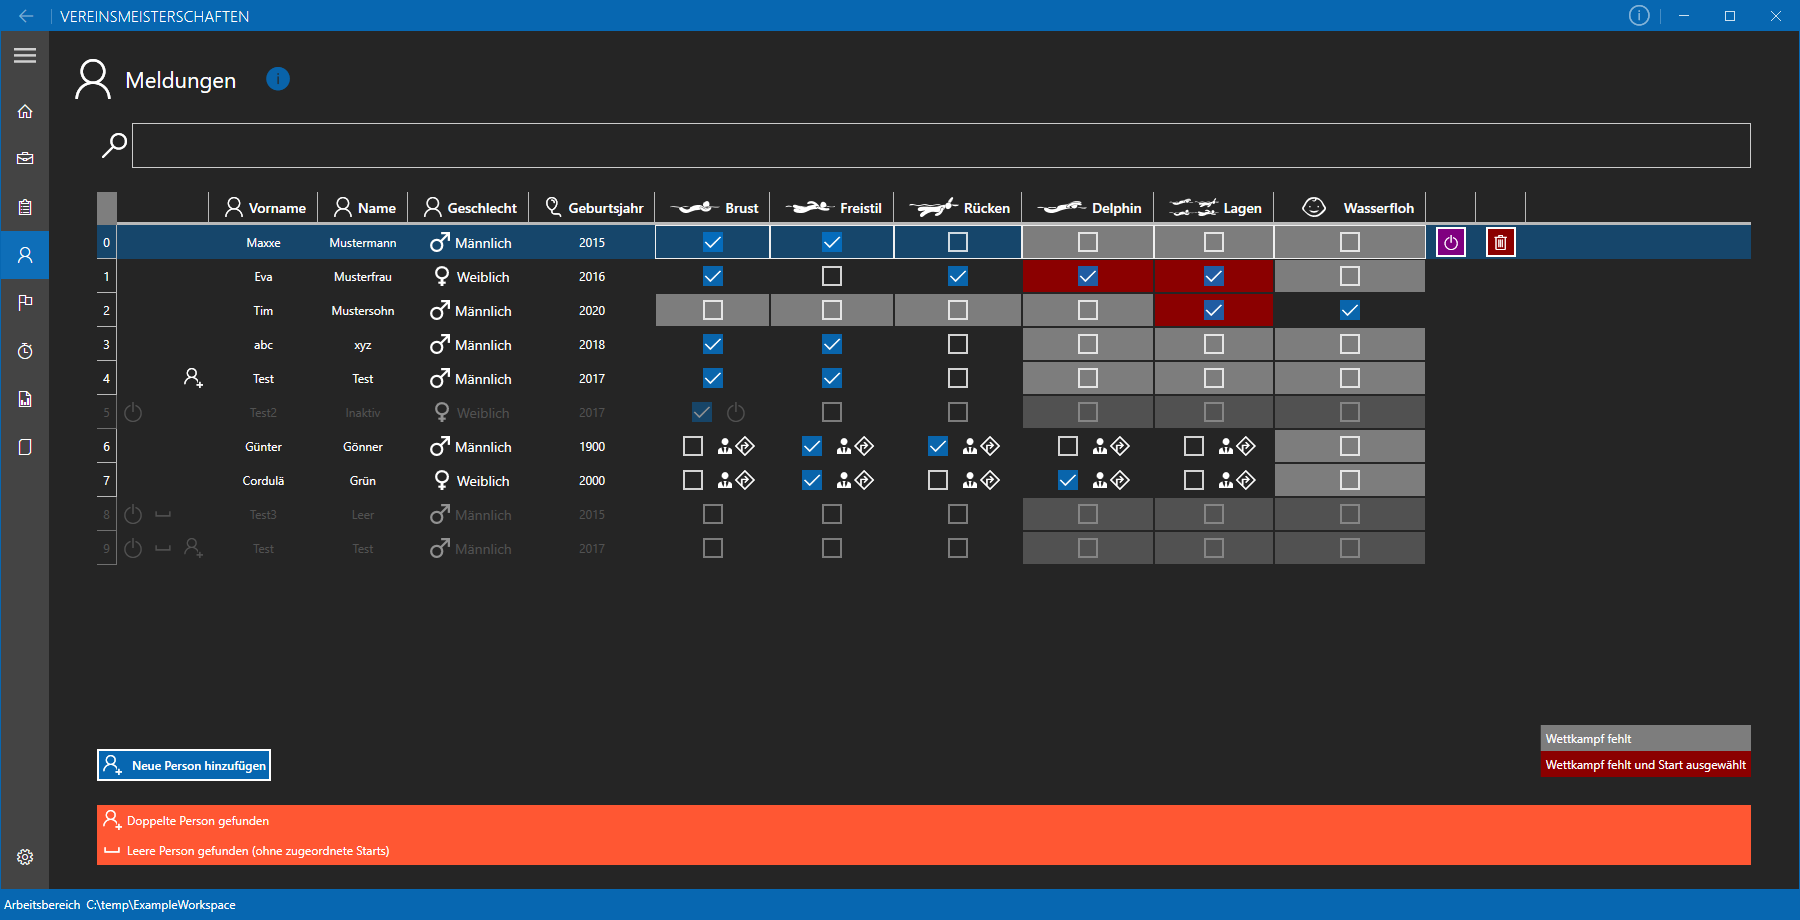 VEREINSMEISTERSCHAFTEN
Meldungen
Vorname Name Geschlecht Geburtsjahr Brust Freistil Rücken Delphin Lagen Wasserfloh
0 Maxxe Mustermann Männlich 2015
1 Eva Musterfrau Weiblich 2016
2 Tim Mustersohn Männlich 2020
3 abc xyz Männlich 2018
4 Test Test Männlich 2017
5 Test2 Inaktiv Weiblich 2017
6 Günter Gönner Männlich 1900
7 Cordulä Grün Weiblich 2000
8 Test3 Leer Männlich 2015
9 Test Test Männlich 2017
Wettkampf fehlt
Wettkampf fehlt und Start ausgewählt
Neue Person hinzufügen
Doppelte Person gefunden
Leere Person gefunden (ohne zugeordnete Starts)
Arbeitsbereich C:\temp\ExampleWorkspace